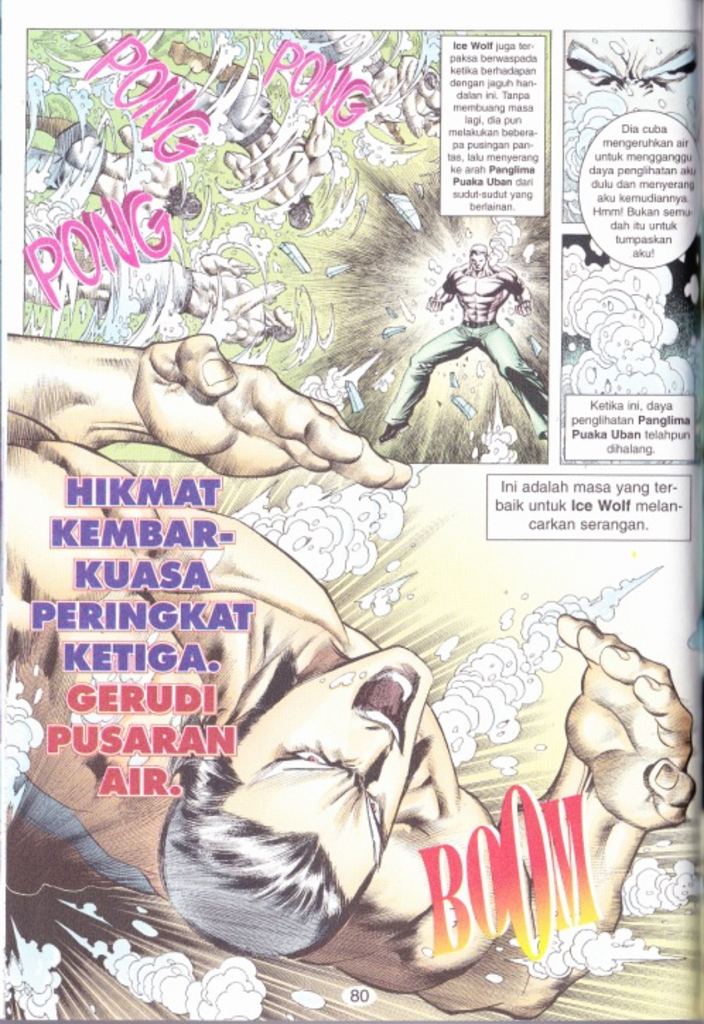 PONG
PONG
PONG
Ice Wolf juga ter-
paksa berwaspada
ketika berhadapan
dengan jaguh han-
dalan ini. Tanpa
membuang masa
lagi, dia pun
melakukan bebera-
pa pusingan pan-
tas, lalu menyerang
ke arah Panglima
Puaka Uban dari
sudut-sudut yang
berlainan.
Dia cuba
mengeruhkan air
untuk mengganggu
daya penglihatan aku
dulu dan menyerang
aku kemudiannya.
Hmm! Bukan semu-
dah itu untuk
tumpaskan
aku!
Ketika ini, daya
penglihatan Panglima
Puaka Uban telahpun
dihalang.
Ini adalah masa yang ter-
baik untuk Ice Wolf melan-
carkan serangan.
HIKMAT
KEMBAR-
KUASA
PERINGKAT
KETIGA.
GERUDI
PUSARAN
AIR.
BOOM
80